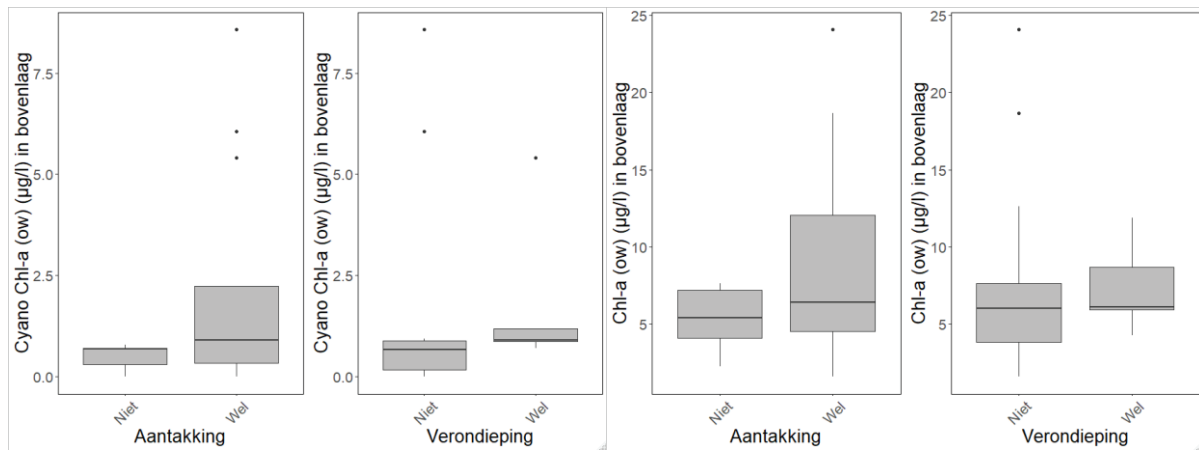 Cyano Chl-a (ow) (µg/l) in bovenlaag
7.5
5.0
2.5
0.0
Niet
Wel
Aantakking
Cyano Chl-a (ow) (µg/l) in bovenlaag
7.5
5.0
2.5
0.0
Niet
Wel
Verondieping
Chl-a (ow) (µg/l) in bovenlaag
25
20
15
10
5
Niet
Wel
Aantakking
Chl-a (ow) (µg/l) in bovenlaag
25
20
15
10
5
Niet
Wel
Verondieping